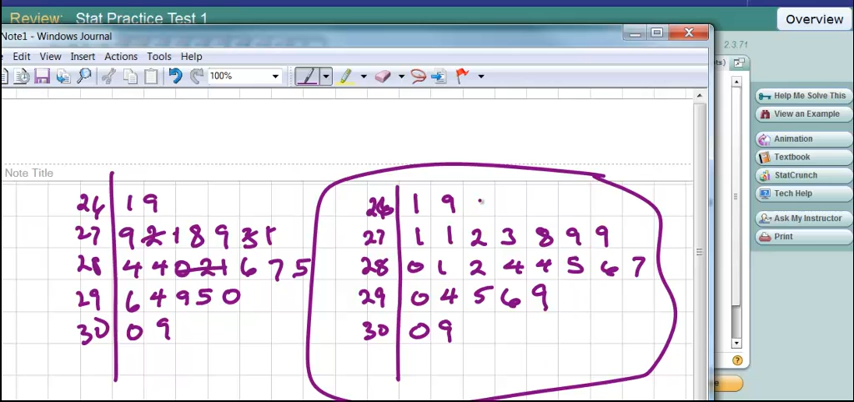 Review: Stat Practice Test 1
Overview
Note1 - Windows Journal
2.3.7
Edit View Insert Actions Tools Help
100%
Help Me Solve This
View an Example
Animation
Textbook
StatCrunch
Tech Help
Ask My Instructor
Print
Note Title
26 | 1 9
27 | 9 2 1 8 9 3 1
28 | 4 4 0 2 1 6 7 5
29 | 6 4 9 5 0
30 | 0 9
26 | 1 9
27 | 1 1 2 3 8 9 9
28 | 0 1 2 4 4 5 6 7
29 | 0 4 5 6 9
30 | 0 9